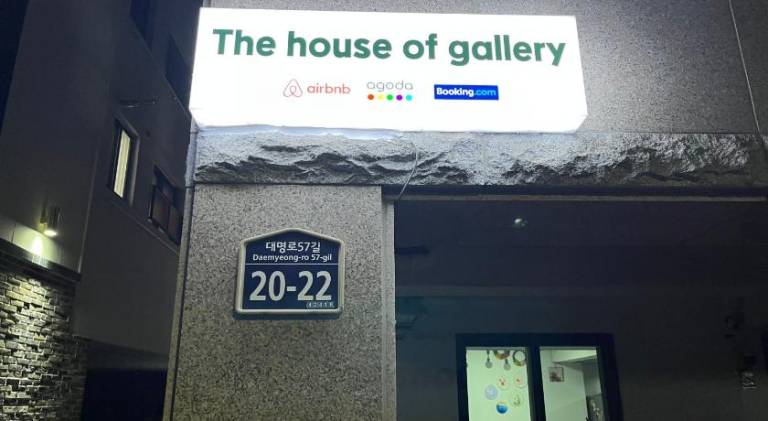 The house of gallery
airbnb agoda Booking.com
대명로57길
Daemyeong-ro 57-gil
20-22